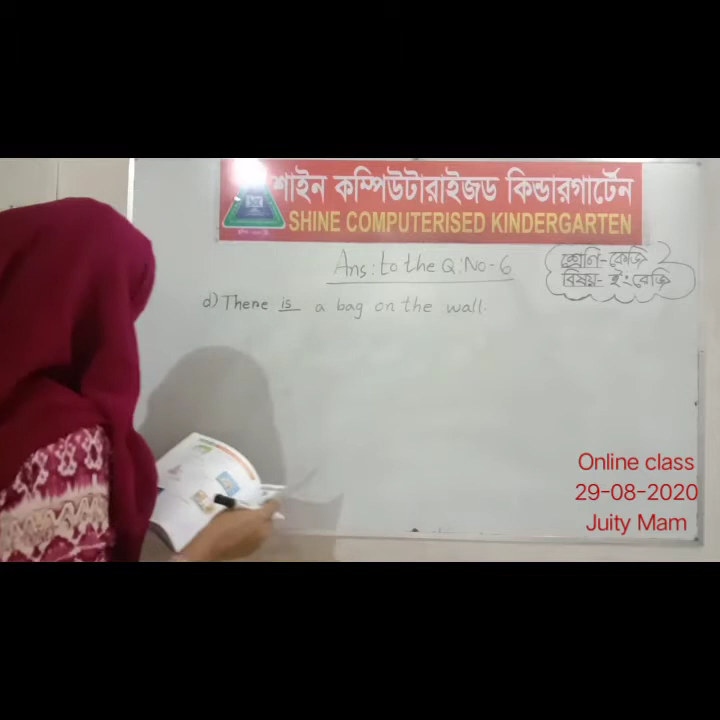 শাইন কম্পিউটারাইজড কিন্ডারগার্টেন
SHINE COMPUTERISED KINDERGARTEN
Ans: to the Q: No-6
শ্রেণি-কেজি
বিষয়- ইংরেজি
d) There is a bag on the wall.
Online class
29-08-2020
Juity Mam